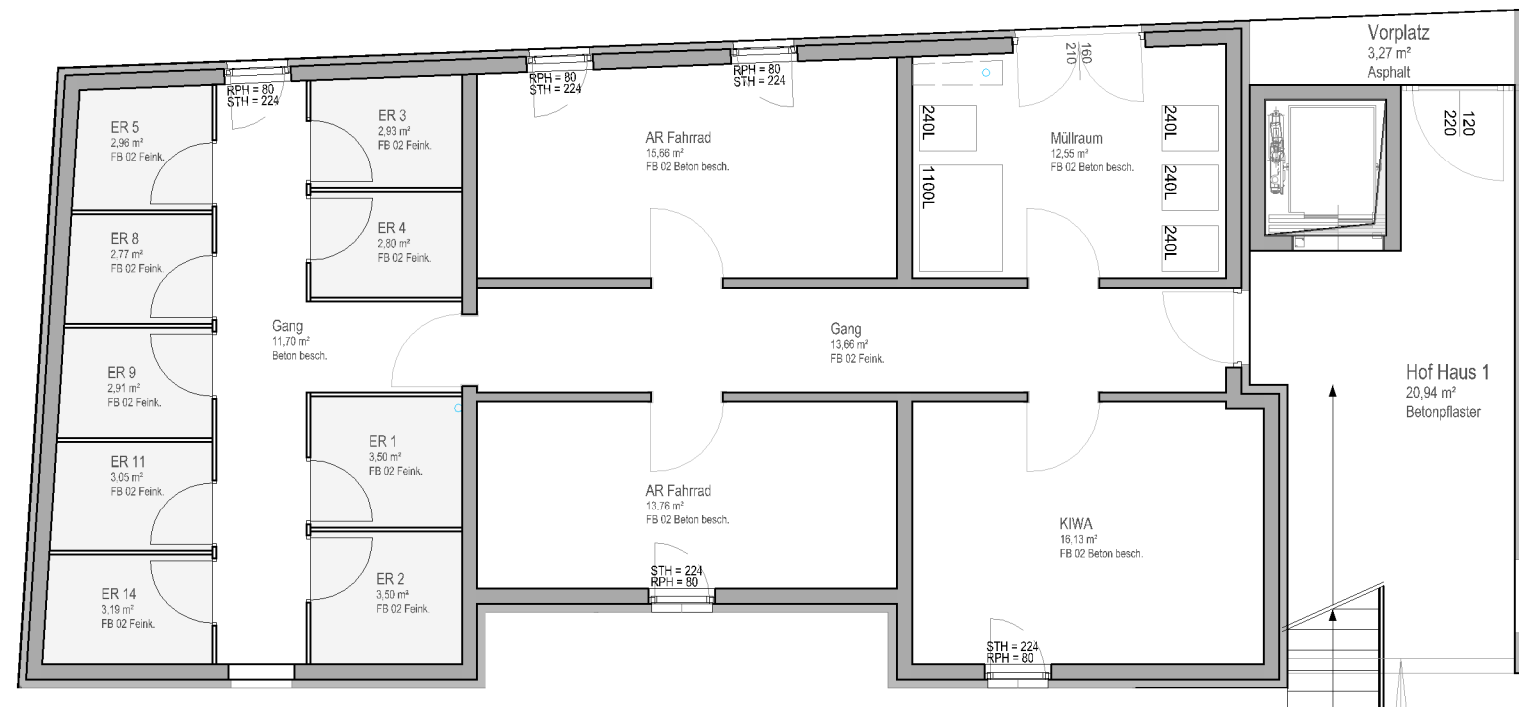 Vorplatz
3,27 m²
Asphalt
RPH = 80
STH = 224
RPH = 80
STH = 224
RPH = 80
STH = 224
160
210
120
220
ER 5
2,96 m²
FB 02 Feink.
ER 3
2,93 m²
FB 02 Feink.
AR Fahrrad
15,66 m²
FB 02 Beton besch.
240L
1100L
Müllraum
12,55 m²
FB 02 Beton besch.
240L
240L
240L
ER 8
2,77 m²
FB 02 Feink.
ER 4
2,80 m²
FB 02 Feink.
Gang
11,70 m²
Beton besch.
Gang
13,66 m²
FB 02 Feink.
ER 9
2,91 m²
FB 02 Feink.
Hof Haus 1
20,94 m²
Betonpflaster
ER 11
3,05 m²
FB 02 Feink.
ER 1
3,50 m²
FB 02 Feink.
AR Fahrrad
13,76 m²
FB 02 Beton besch.
KIWA
16,13 m²
FB 02 Beton besch.
ER 14
3,19 m²
FB 02 Feink.
ER 2
3,50 m²
FB 02 Feink.
STH = 224
RPH = 80
STH = 224
RPH = 80